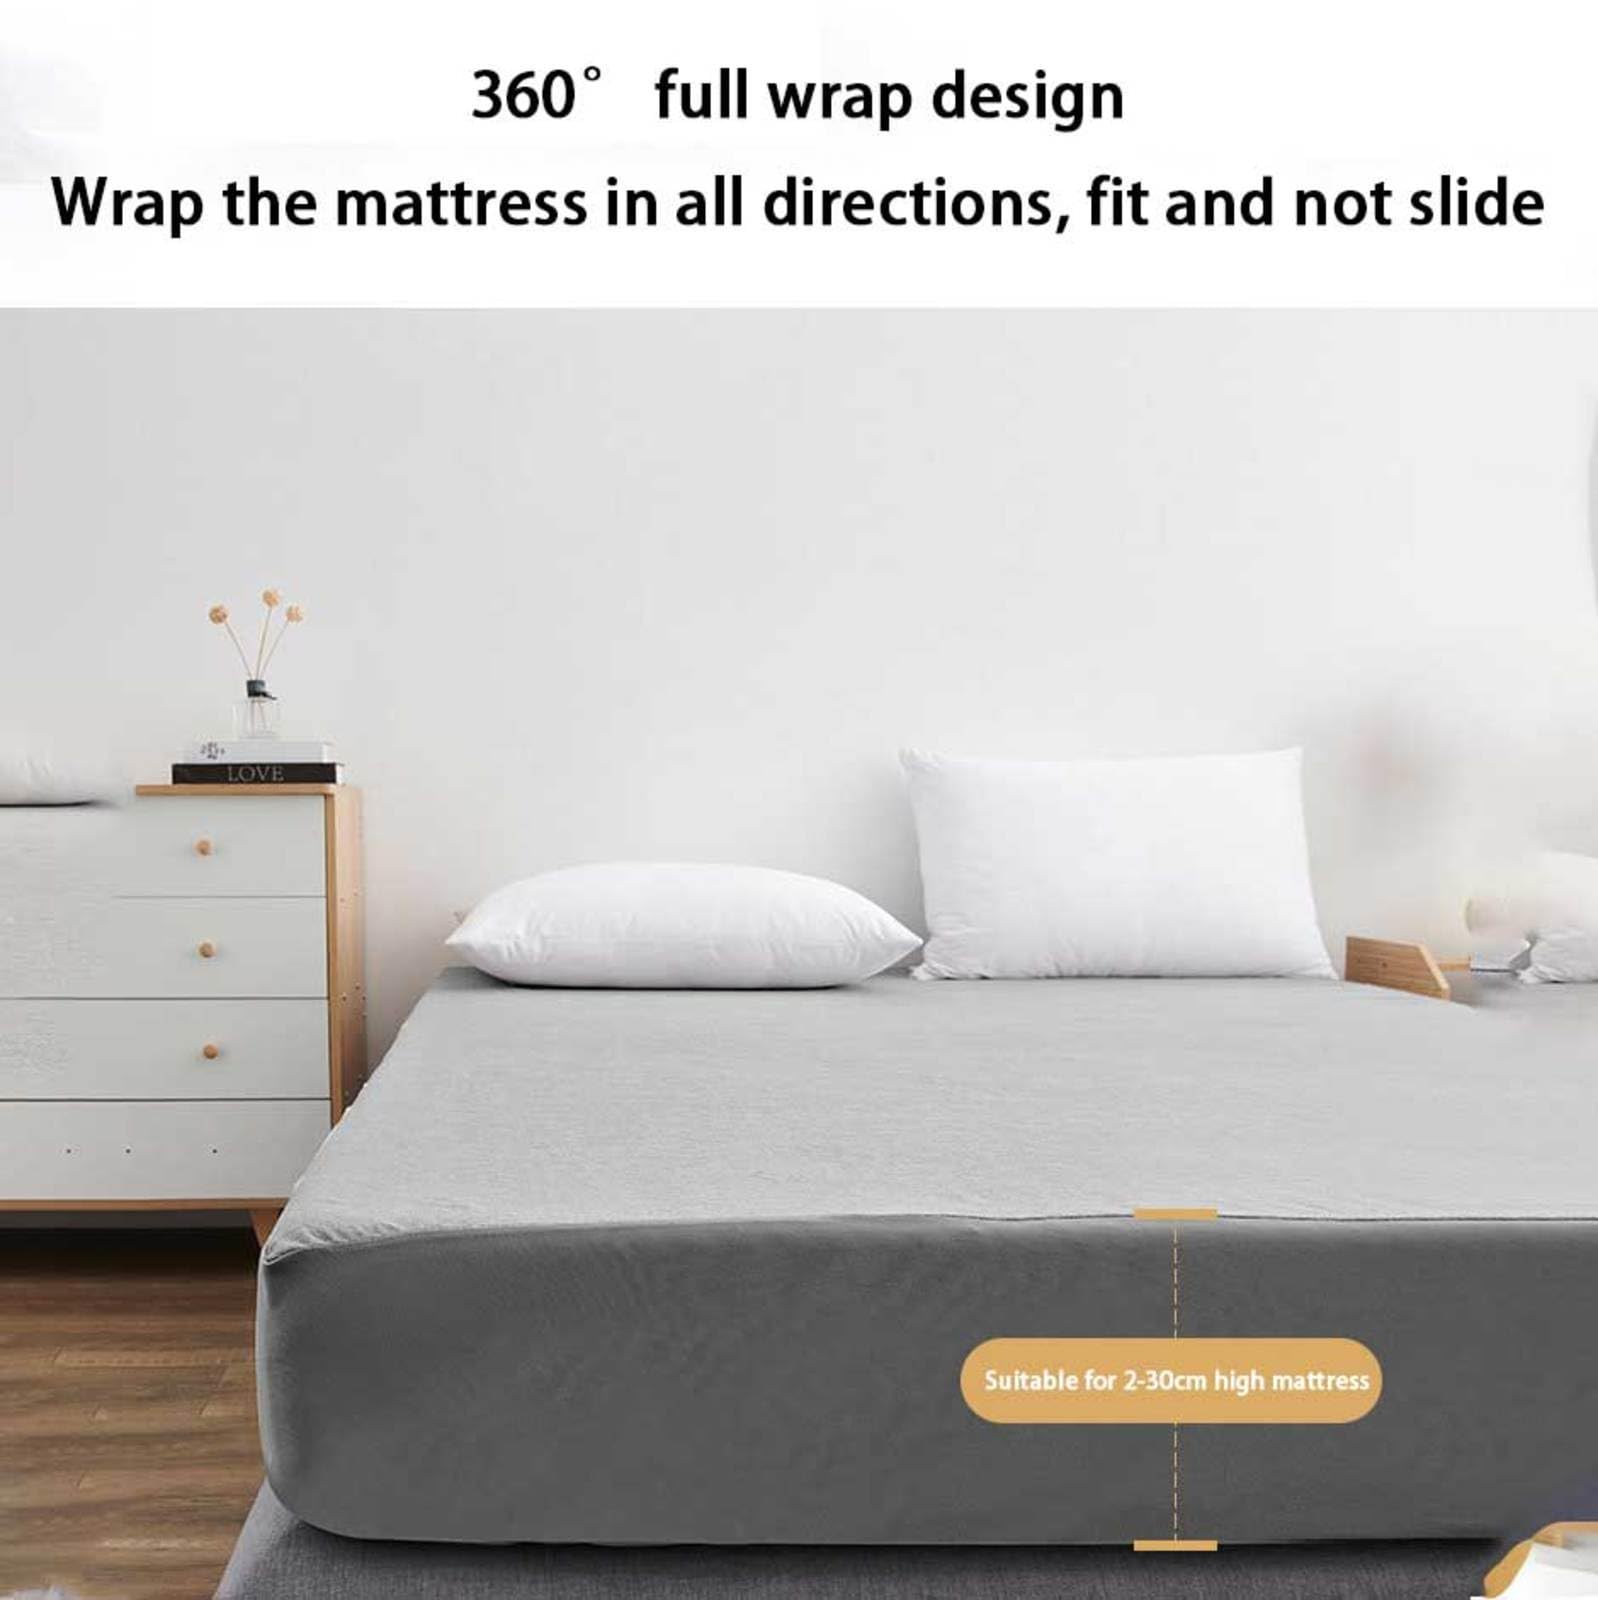 360° full wrap design
Wrap the mattress in all directions, fit and not slide
LOVE
Suitable for 2-30cm high mattress